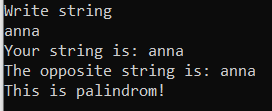 Write string
anna
Your string is: anna
The opposite string is: anna
This is palindrom!